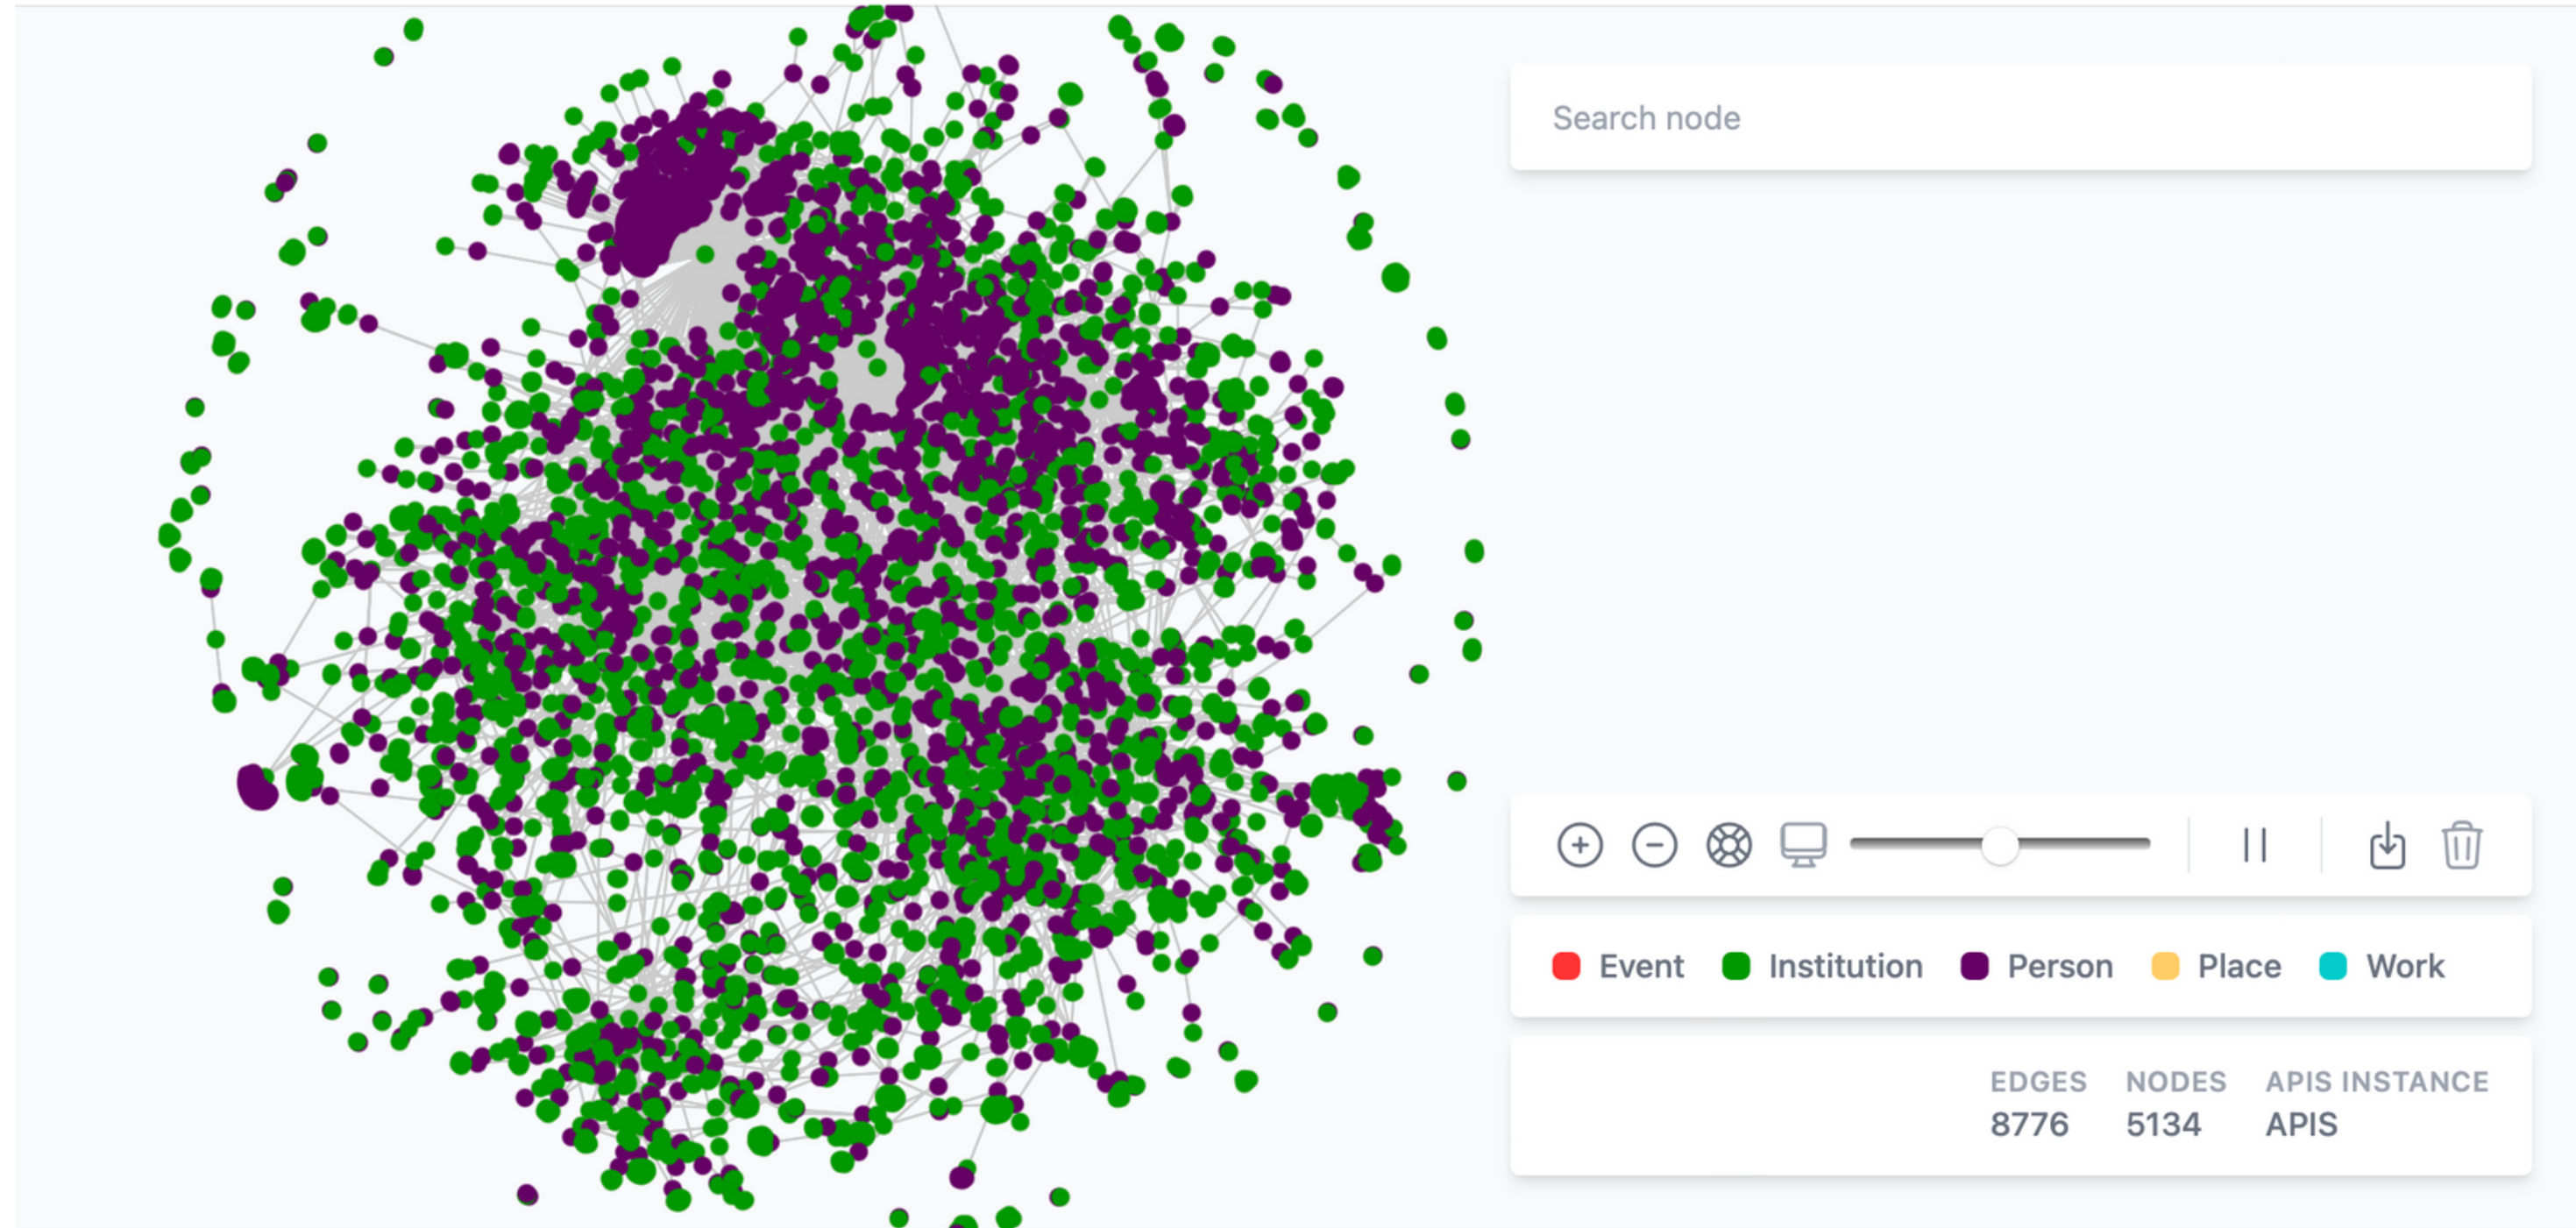 Search node
Event Institution Person Place Work
EDGES NODES APIS INSTANCE
8776 5134 APIS